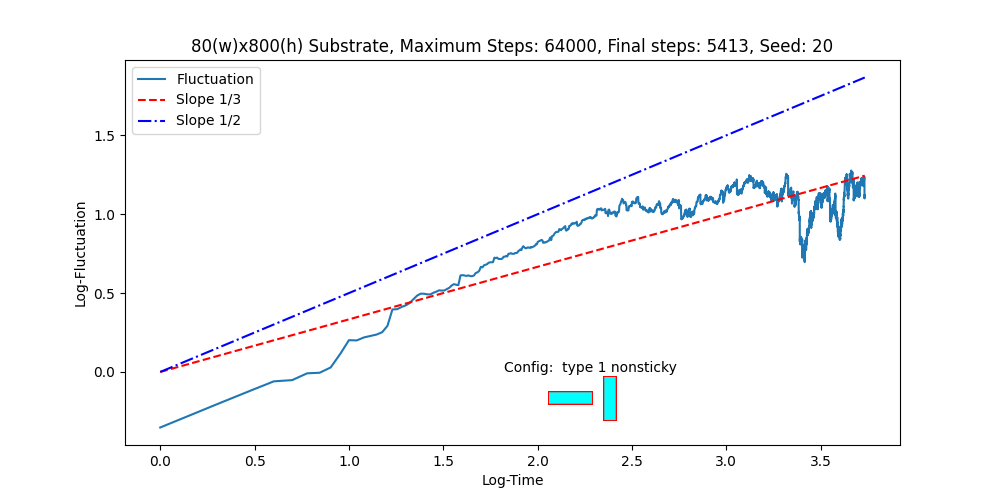 80(w)x800(h) Substrate, Maximum Steps: 64000, Final steps: 5413, Seed: 20
Fluctuation
Slope 1/3
Slope 1/2
1.5
1.0
0.5
0.0
Log-Fluctuation
Config:  type 1 nonsticky
0.0 0.5 1.0 1.5 2.0 2.5 3.0 3.5
Log-Time